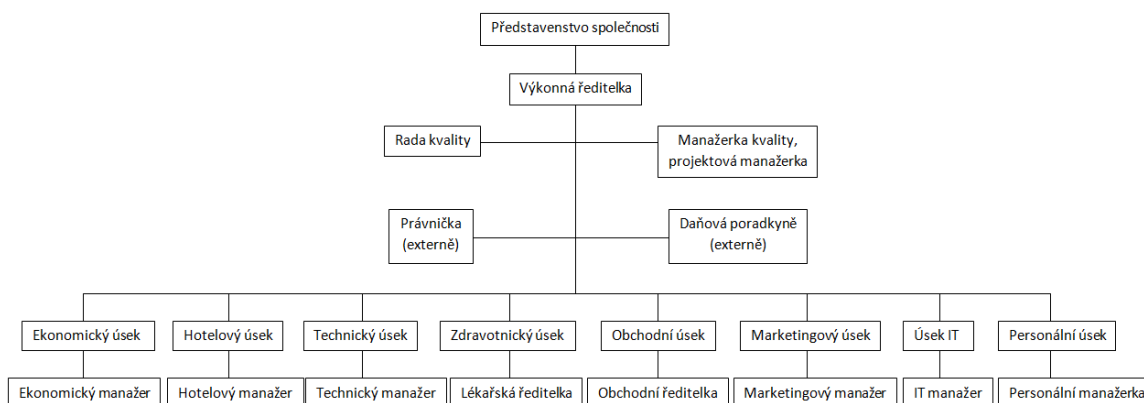 Představenstvo společnosti
Výkonná ředitelka
Rada kvality
Manažerka kvality,
projektová manažerka
Právnička
(externě)
Daňová poradkyně
(externě)
Ekonomický úsek
Hotelový úsek
Technický úsek
Zdravotnický úsek
Obchodní úsek
Marketingový úsek
Úsek IT
Personální úsek
Ekonomický manažer
Hotelový manažer
Technický manažer
Lékařská ředitelka
Obchodní ředitelka
Marketingový manažer
IT manažer
Personální manažerka